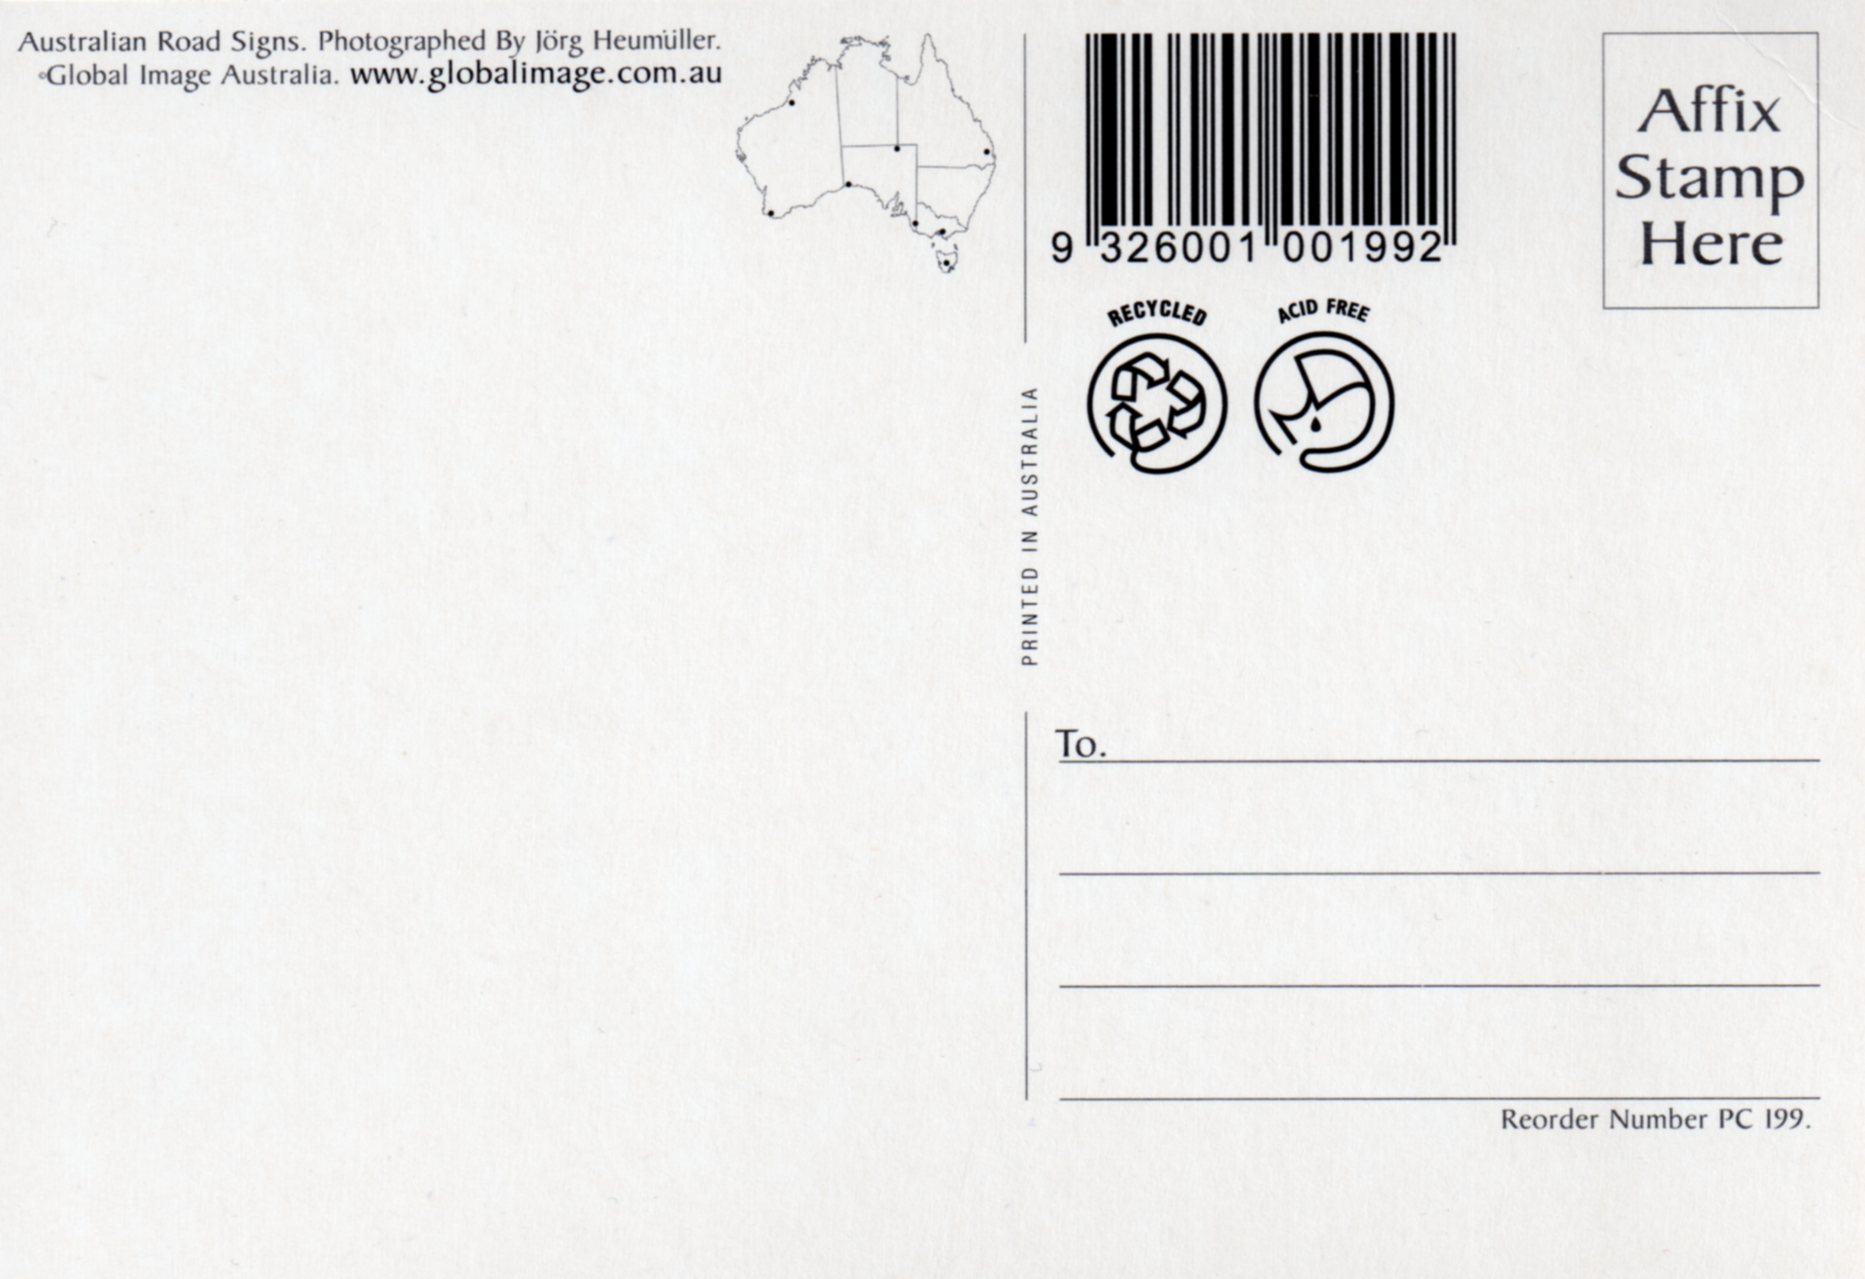 Australian Road Signs. Photographed By Jörg Heumüller.
©Global Image Australia. www.globalimage.com.au
9 326001 001992
RECYCLED
ACID FREE
Affix
Stamp
Here
PRINTED IN AUSTRALIA
To.
Reorder Number PC 199.